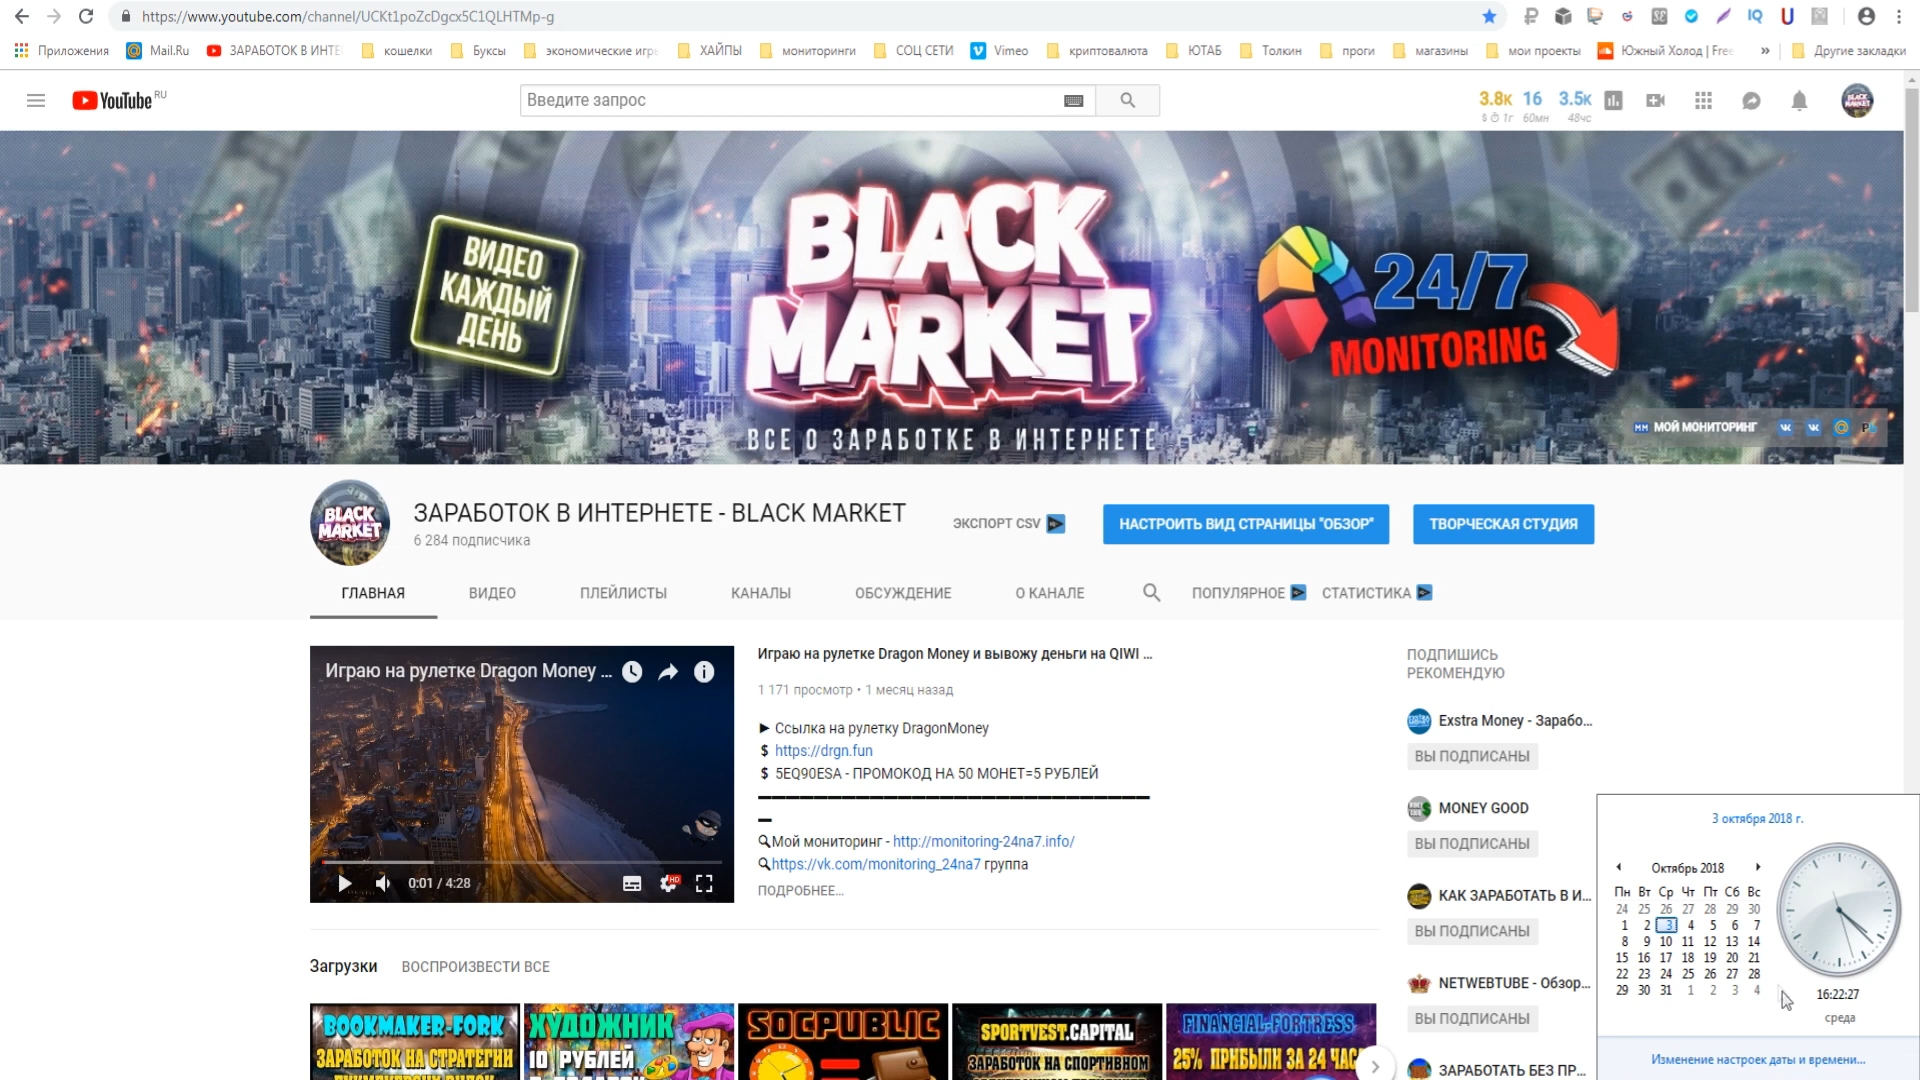 https://www.youtube.com/channel/UCKt1poZcDgcx5C1QLHTMp-g
Приложения
Mail.Ru
ЗАРАБОТОК В ИНТЕ
кошелки
Буксы
экономические игры
ХАЙПЫ
мониторинги
СОЦ СЕТИ
Vimeo
криптовалюта
ЮТАБ
Толкин
проги
магазины
мои проекты
Южный Холод | Free
»
Другие закладки
YouTube RU
Введите запрос
3.8к 16 3.5к
$ 1г 60мн 48чс
ВИДЕО
КАЖДЫЙ
ДЕНЬ
BLACK
MARKET
ВСЕ О ЗАРАБОТКЕ В ИНТЕРНЕТЕ
24/7
MONITORING
МОЙ МОНИТОРИНГ
BLACK
MARKET
ЗАРАБОТОК В ИНТЕРНЕТЕ - BLACK MARKET
6 284 подписчика
ЭКСПОРТ CSV
НАСТРОИТЬ ВИД СТРАНИЦЫ "ОБЗОР"
ТВОРЧЕСКАЯ СТУДИЯ
ГЛАВНАЯ
ВИДЕО
ПЛЕЙЛИСТЫ
КАНАЛЫ
ОБСУЖДЕНИЕ
О КАНАЛЕ
ПОПУЛЯРНОЕ
СТАТИСТИКА
Играю на рулетке Dragon Money ...
0:01 / 4:28
HD
Играю на рулетке Dragon Money и вывожу деньги на QIWI ...
1 171 просмотр • 1 месяц назад
► Ссылка на рулетку DragonMoney
$ https://drgn.fun
$ 5EQ90ESA - ПРОМОКОД НА 50 МОНЕТ=5 РУБЛЕЙ
Мой мониторинг - http://monitoring-24na7.info/
https://vk.com/monitoring_24na7 группа
ПОДРОБНЕЕ...
ПОДПИШИСЬ
РЕКОМЕНДУЮ
Exstra Money - Зарабо...
ВЫ ПОДПИСАНЫ
MONEY GOOD
ВЫ ПОДПИСАНЫ
КАК ЗАРАБОТАТЬ В И...
ВЫ ПОДПИСАНЫ
NETWEBTUBE - Обзор...
ВЫ ПОДПИСАНЫ
ЗАРАБОТАТЬ БЕЗ ПР...
Загрузки
ВОСПРОИЗВЕСТИ ВСЕ
BOOKMAKER-FORK
ЗАРАБОТОК НА СТРАТЕГИИ
ХУДОЖНИК
10 РУБЛЕЙ
SOCPUBLIC
SPORTVEST.CAPITAL
ЗАРАБОТОК НА СПОРТИВНОМ
FINANCIAL-FORTRESS
25% ПРИБЫЛИ ЗА 24 ЧАС
3 октября 2018 г.
Октябрь 2018
Пн Вт Ср Чт Пт Сб Вс
24 25 26 27 28 29 30
1 2 3 4 5 6 7
8 9 10 11 12 13 14
15 16 17 18 19 20 21
22 23 24 25 26 27 28
29 30 31 1 2 3 4
16:22:27
среда
Изменение настроек даты и времени...